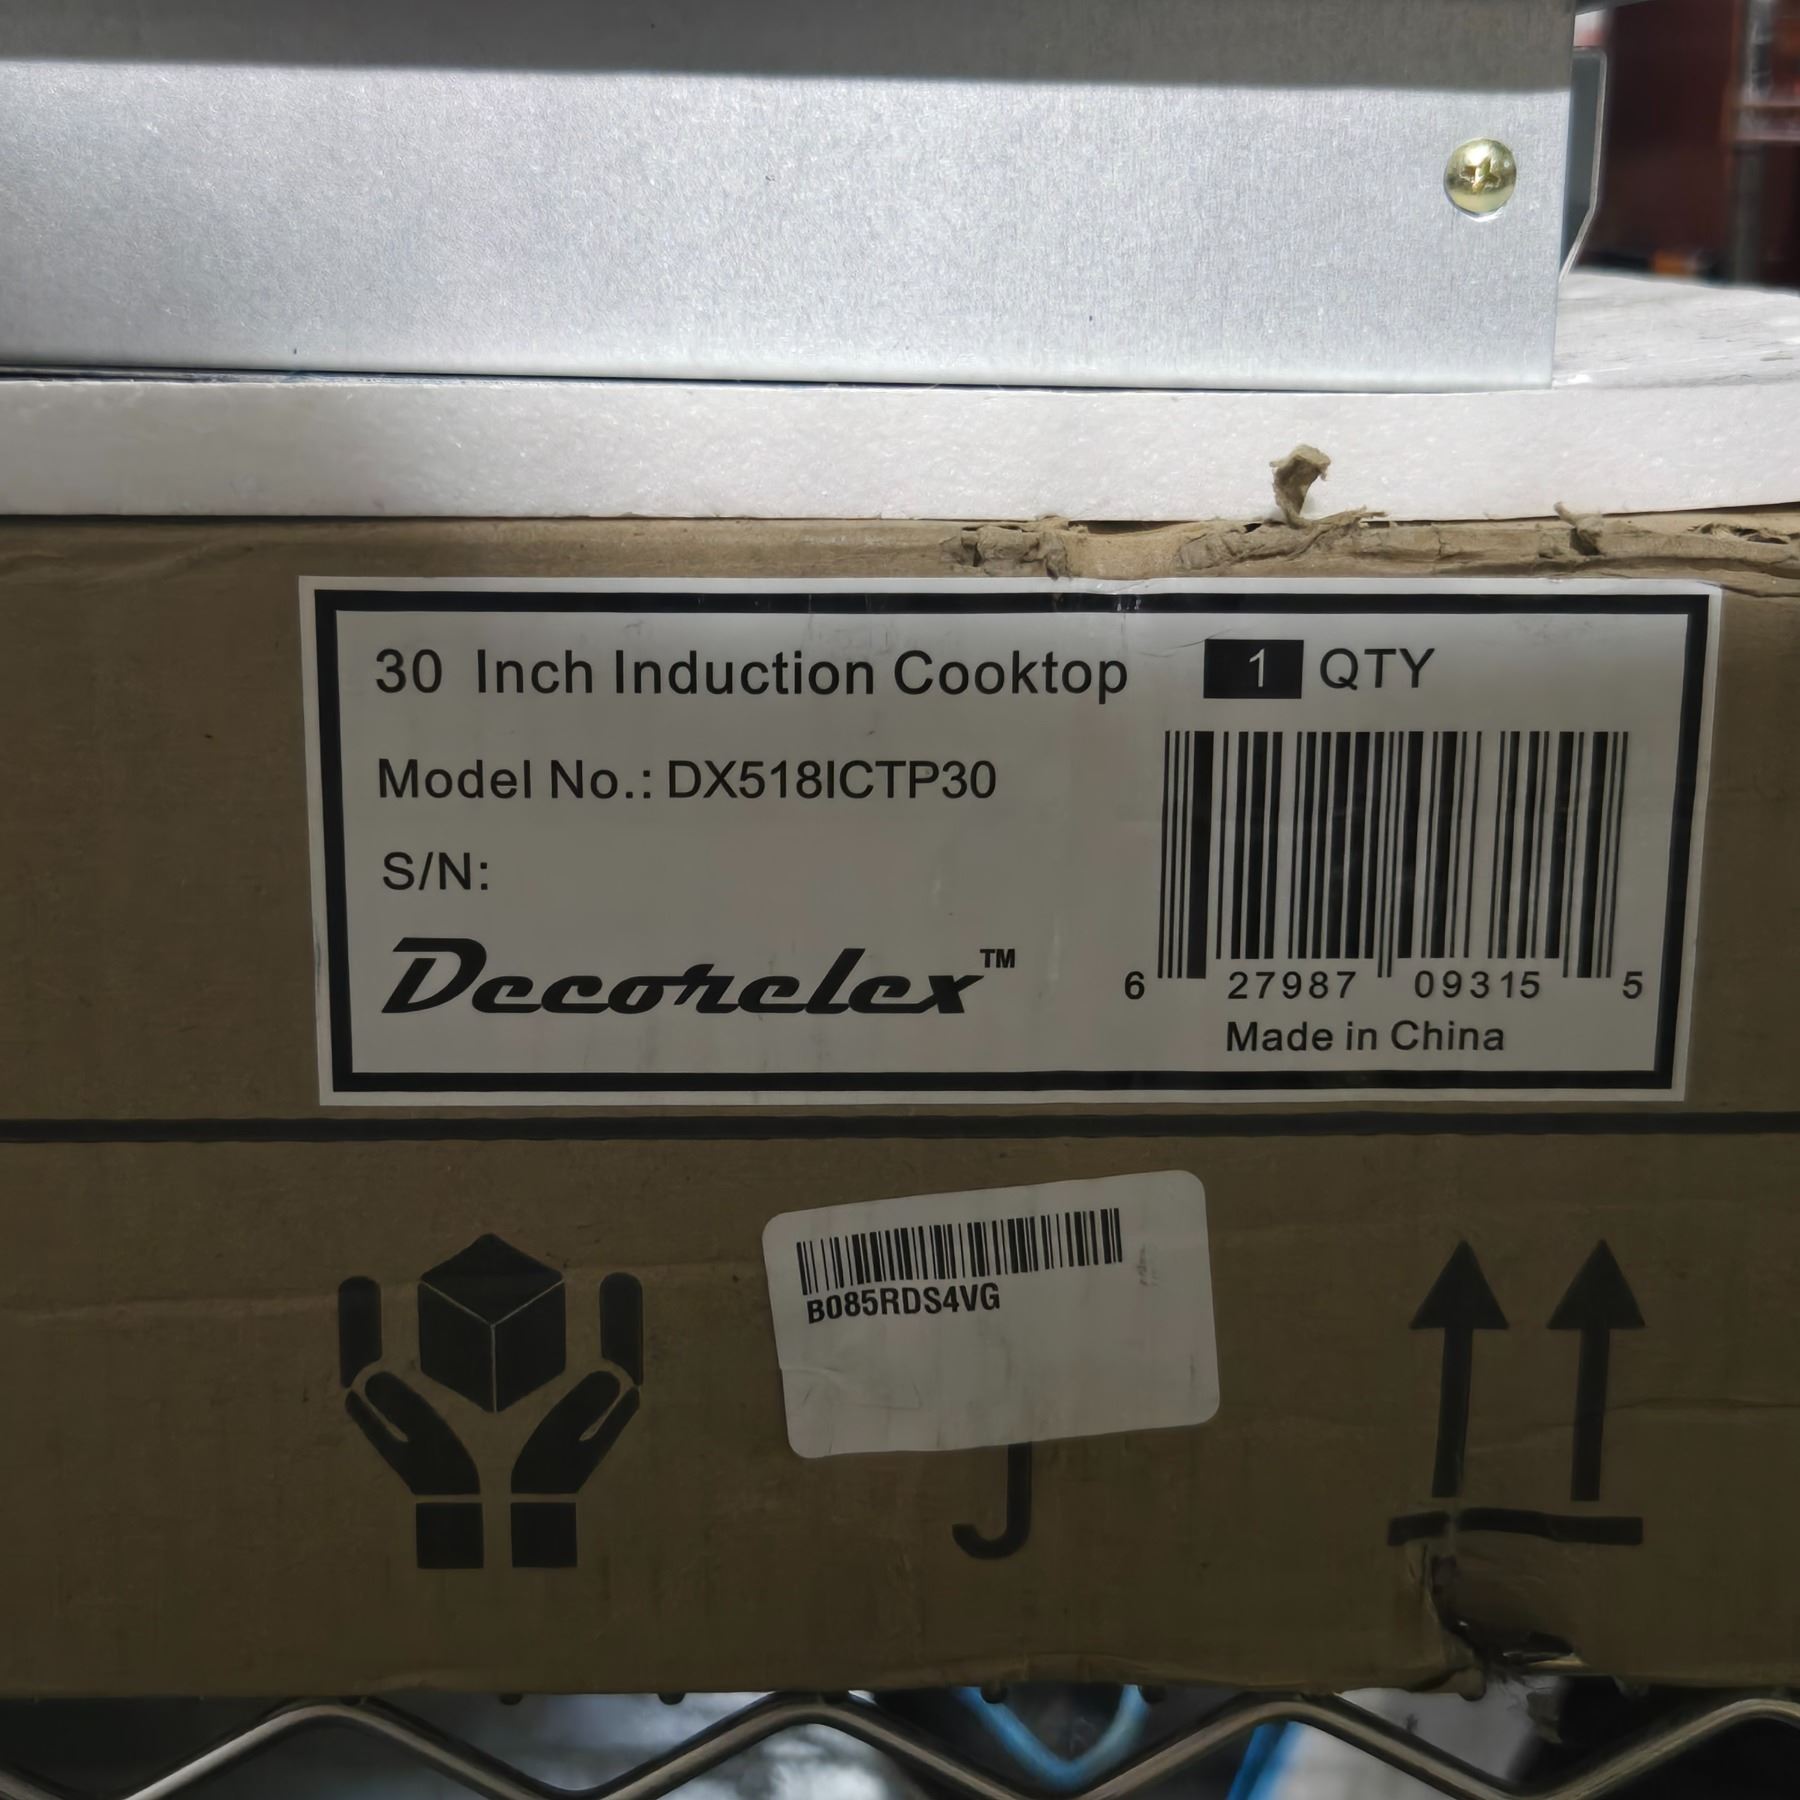 30 Inch Induction Cooktop 1 QTY
Model No.: DX518ICTP30
S/N:
Decorelex™
6 27987 09315 5
Made in China
B085RDS4VG